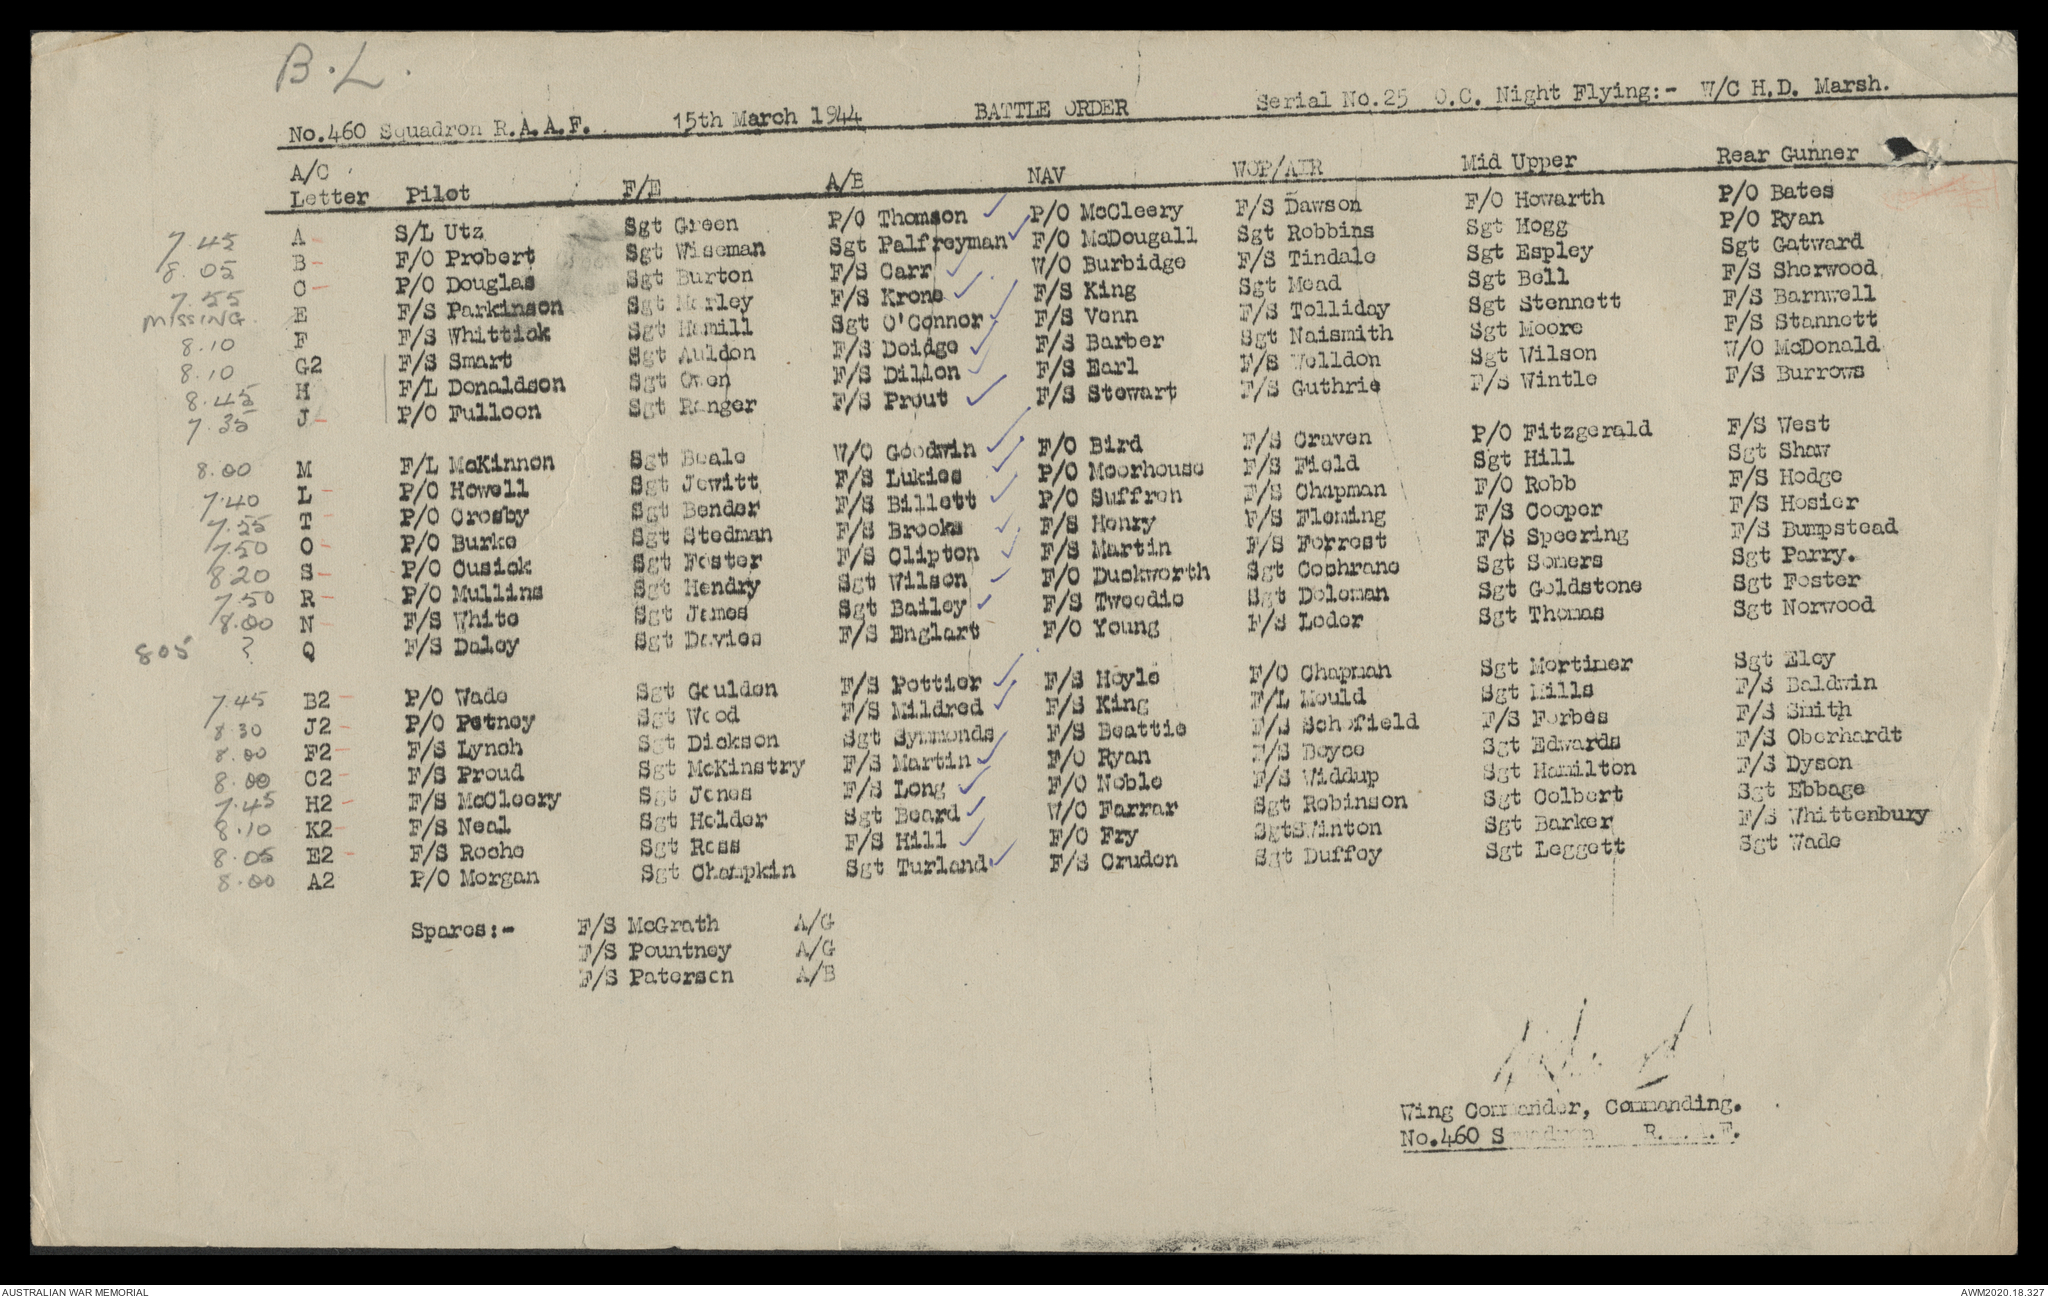 B.L.
No.460 Squadron R.A.A.F. 15th March 1944 BATTLE ORDER Serial No.25 O.C. Night Flying:- W/C H.D. Marsh.
A/C
Letter Pilot F/E A/B NAV WOP/AIR Mid Upper Rear Gunner
7.45 A S/L Utz Sgt Green P/O Thomson P/O McCleery F/S Dawson F/O Howarth P/O Bates
8.05 B F/O Probert Sgt Wiseman Sgt Palfreyman F/O McDougall Sgt Robbins Sgt Hogg P/O Ryan
7.55 C P/O Douglas Sgt Burton F/S Carr W/O Burbidge F/S Tindale Sgt Espley Sgt Gatward
MISSING E F/S Parkinson Sgt Morley F/S Krone F/S King Sgt Mead Sgt Bell F/S Sherwood
8.10 F F/S Whittick Sgt Hamill Sgt O'Connor F/S Venn F/S Tolliday Sgt Stennett F/S Barnwell
8.10 G2 F/S Smart Sgt Auldon F/S Doidge F/S Barber Sgt Naismith Sgt Moore F/S Stannett
8.45 H F/L Donaldson Sgt Owen F/S Dillon F/S Earl F/S Welldon Sgt Wilson W/O McDonald
7.35 J P/O Fulloon Sgt Ranger F/S Prout F/S Stewart F/S Guthrie F/S Wintle F/S Burrows
8.00 M F/L McKinnon Sgt Beale W/O Goodwin F/O Bird F/S Craven P/O Fitzgerald F/S West
7.40 L P/O Howell Sgt Jowitt F/S Lukies P/O Moorhouse F/S Field Sgt Hill Sgt Shaw
7.55 T P/O Crosby Sgt Bender F/S Billett P/O Suffren F/S Chapman F/O Robb F/S Hodge
7.50 O P/O Burke Sgt Stedman F/S Brooks F/S Henry F/S Fleming F/S Cooper F/S Hosier
8.20 S P/O Cusick Sgt Foster F/S Clipton F/S Martin F/S Forrest F/S Speering F/S Bumpstead
7.50 R P/O Mullins Sgt Hendry Sgt Wilson F/O Duckworth Sgt Cochrane Sgt Somers Sgt Parry.
8.00 N F/S White Sgt James Sgt Bailey F/S Tweedie Sgt Doleman Sgt Goldstone Sgt Foster
805 ? Q F/S Daley Sgt Davies F/S Englart F/O Young F/S Loder Sgt Thomas Sgt Norwood
7.45 B2 P/O Wade Sgt Goulden F/S Pottier F/S Hoyle F/O Chapman Sgt Mortimer Sgt Eley
8.30 J2 P/O Petney Sgt Wood F/S Mildred F/S King F/L Mould Sgt Mills F/S Baldwin
8.00 F2 F/S Lynch Sgt Dickson Sgt Symmonds F/S Beattie F/S Schofield F/S Forbes F/S Smith
8.00 C2 F/S Proud Sgt McKinstry F/S Martin F/O Ryan F/S Boyce Sgt Edwards F/S Oberhardt
7.45 H2 F/S McCleery Sgt Jones F/S Long F/O Noble F/S Widdup Sgt Hamilton F/S Dyson
8.10 K2 F/S Neal Sgt Holder Sgt Beard W/O Farrar Sgt Robinson Sgt Colbert Sgt Ebbage
8.05 E2 F/S Roche Sgt Ross F/S Hill F/O Fry Sgt Swinton Sgt Barker F/S Whittenbury
8.00 A2 P/O Morgan Sgt Champkin Sgt Turland F/S Crudon Sgt Duffey Sgt Leggett Sgt Wade
Spares:- F/S McGrath A/G
F/S Pountney A/G
F/S Paterson A/B
Wing Commander, Commanding.
No.460 Squadron R.A.A.F.
AUSTRALIAN WAR MEMORIAL AWM2020.18.327